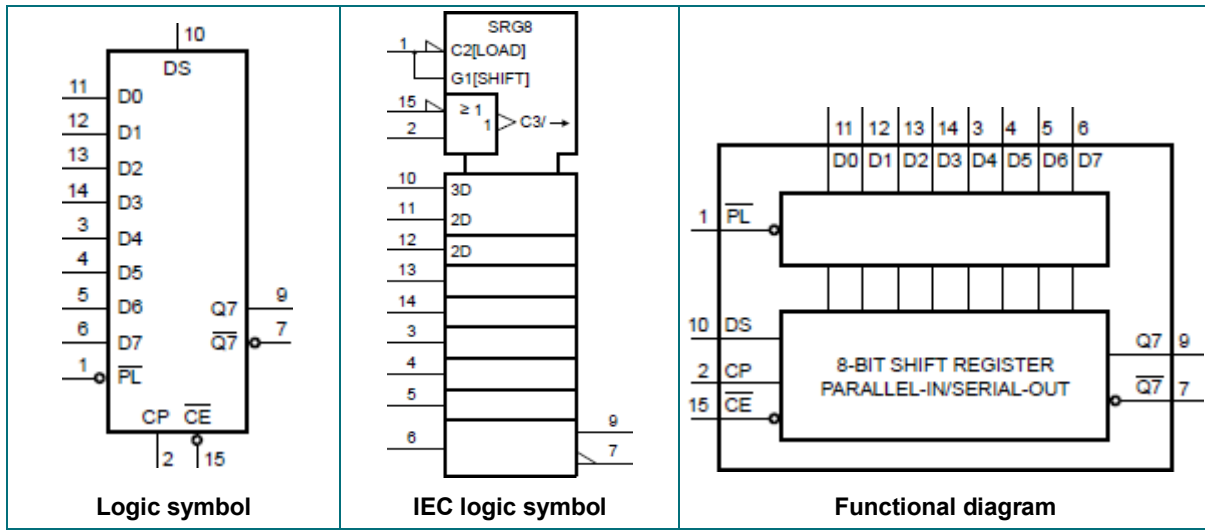 10
DS
11 D0
12 D1
13 D2
14 D3
3 D4
4 D5
5 D6 Q7 9
6 D7 Q7 7
1 PL
CP CE
2 15
Logic symbol
SRG8
1 C2[LOAD]
G1[SHIFT]
15 ≥ 1
1 C3/ →
2
10 3D
11 2D
12 2D
13
14
3
4
5
9
6 7
IEC logic symbol
11 12 13 14 3 4 5 6
D0 D1 D2 D3 D4 D5 D6 D7
1 PL
10 DS
Q7 9
8-BIT SHIFT REGISTER
2 CP
PARALLEL-IN/SERIAL-OUT
Q7 7
15 CE
Functional diagram